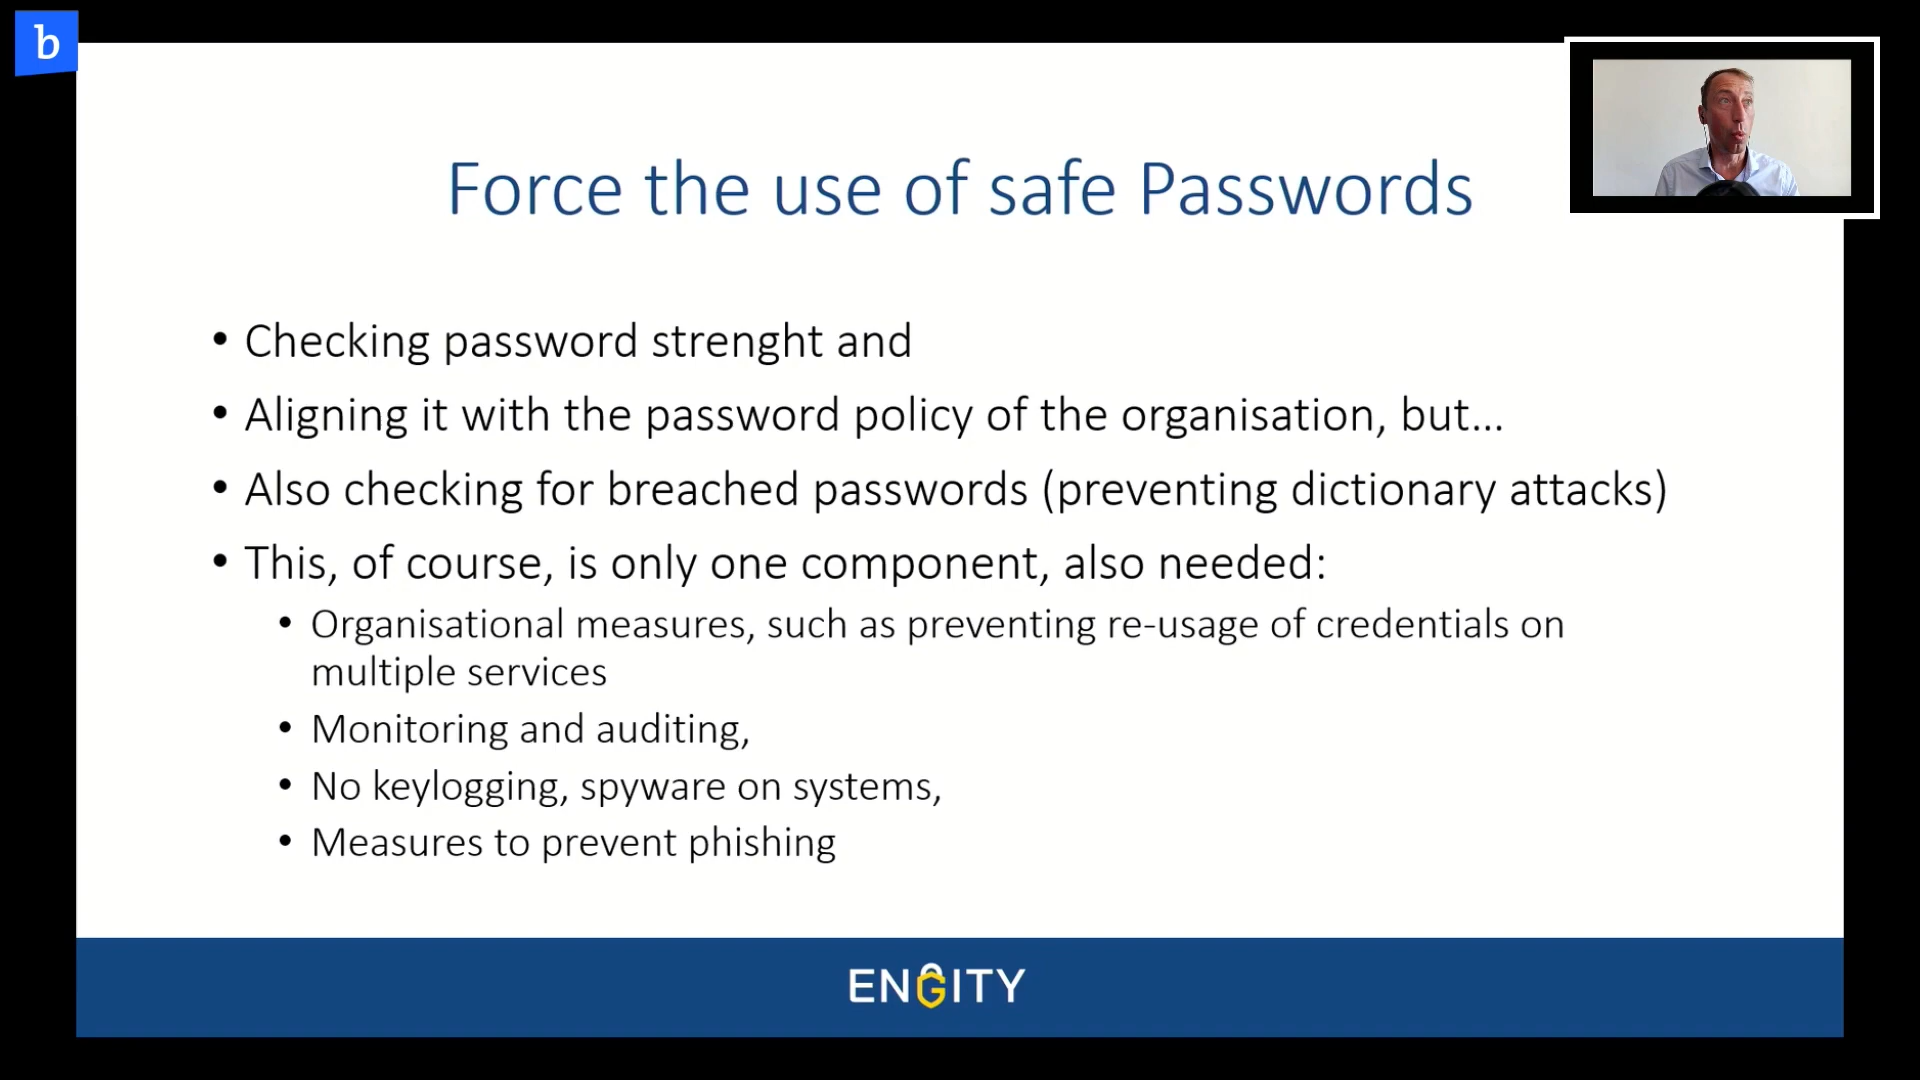 b
Force the use of safe Passwords
• Checking password strenght and
• Aligning it with the password policy of the organisation, but...
• Also checking for breached passwords (preventing dictionary attacks)
• This, of course, is only one component, also needed:
• Organisational measures, such as preventing re-usage of credentials on
multiple services
• Monitoring and auditing,
• No keylogging, spyware on systems,
• Measures to prevent phishing
ENGITY